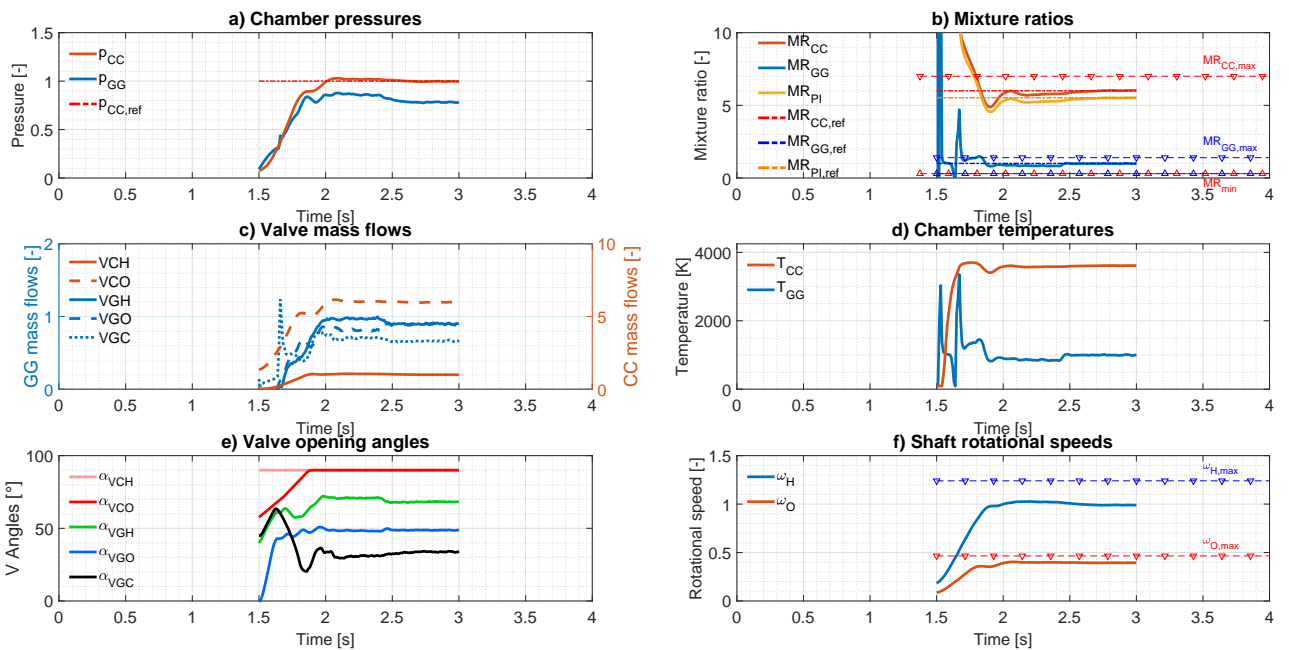 a) Chamber pressures
Pressure [-]
1.5
1
0.5
0
p_CC
p_GG
p_CC,ref
0 0.5 1 1.5 2 2.5 3 3.5 4
Time [s]
b) Mixture ratios
Mixture ratio [-]
10
5
0
MR_CC
MR_GG
MR_PI
MR_CC,ref
MR_GG,ref
MR_PI,ref
MR_CC,max
MR_GG,max
MR_min
0 0.5 1 1.5 2 2.5 3 3.5 4
Time [s]
c) Valve mass flows
GG mass flows [-]
2
1
0
VCH
VCO
VGH
VGO
VGC
10
5
0
CC mass flows [-]
0 0.5 1 1.5 2 2.5 3 3.5 4
Time [s]
d) Chamber temperatures
Temperature [K]
4000
2000
0
T_CC
T_GG
0 0.5 1 1.5 2 2.5 3 3.5 4
Time [s]
e) Valve opening angles
V Angles [°]
100
50
0
α_VCH
α_VCO
α_VGH
α_VGO
α_VGC
0 0.5 1 1.5 2 2.5 3 3.5 4
Time [s]
f) Shaft rotational speeds
Rotational speed [-]
1.5
1
0.5
0
ω_H
ω_O
ω_H,max
ω_O,max
0 0.5 1 1.5 2 2.5 3 3.5 4
Time [s]